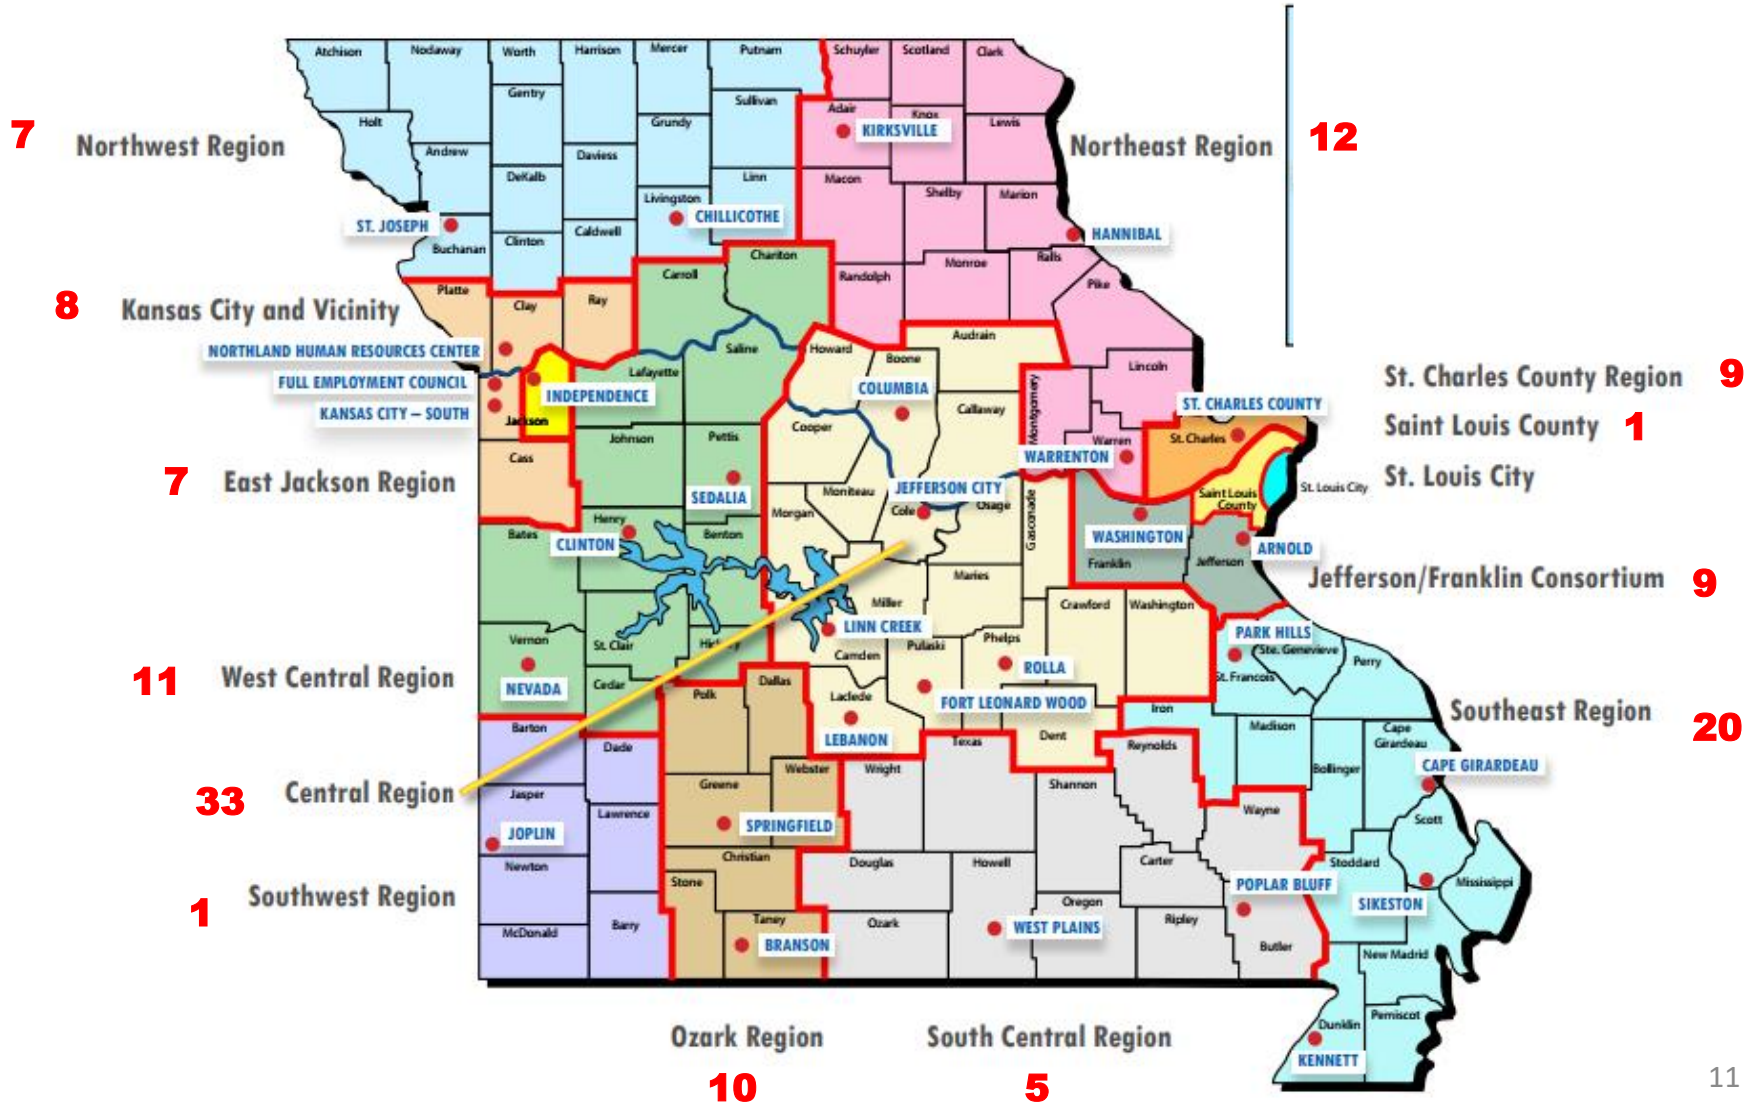 Atchison
Nodaway
Worth
Harrison
Mercer
Putnam
Schuyler
Scotland
Clark
Gentry
Sullivan
Adair
Knox
Holt
Grundy
Lewis
KIRKSVILLE
7
Northwest Region
Northeast Region
12
Andrew
Daviess
DeKalb
Linn
Macon
Shelby
Marion
Livingston
CHILLICOTHE
ST. JOSEPH
Buchanan
Clinton
Caldwell
HANNIBAL
Chariton
Carroll
Randolph
Monroe
Ralls
Pike
Platte
Clay
Ray
8
Kansas City and Vicinity
Audrain
Howard
Boone
Saline
NORTHLAND HUMAN RESOURCES CENTER
Lafayette
Lincoln
FULL EMPLOYMENT COUNCIL
INDEPENDENCE
COLUMBIA
Montgomery
St. Charles County Region
9
KANSAS CITY – SOUTH
Jackson
Callaway
ST. CHARLES COUNTY
Cooper
Saint Louis County
1
Johnson
Pettis
Warren
St. Charles
Cass
WARRENTON
7
East Jackson Region
SEDALIA
Moniteau
JEFFERSON CITY
St. Louis City
St. Louis City
Saint Louis
County
Morgan
Cole
Osage
Gasconade
Henry
Bates
CLINTON
Benton
WASHINGTON
ARNOLD
Franklin
Jefferson
Maries
Jefferson/Franklin Consortium
9
Miller
Crawford
Washington
LINN CREEK
PARK HILLS
Vernon
St. Clair
Camden
Pulaski
Phelps
Ste. Genevieve
Perry
ROLLA
11
West Central Region
NEVADA
Cedar
Polk
Dallas
Laclede
FORT LEONARD WOOD
St. Francois
Iron
Southeast Region
20
Barton
LEBANON
Texas
Dent
Reynolds
Madison
Cape
Girardeau
Dade
CAPE GIRARDEAU
Bollinger
Webster
Wright
Greene
Shannon
33
Central Region
Jasper
Lawrence
Wayne
Scott
JOPLIN
SPRINGFIELD
Newton
Christian
Douglas
Howell
Carter
Stoddard
Stone
POPLAR BLUFF
Mississippi
1
Southwest Region
SIKESTON
McDonald
Barry
Taney
BRANSON
Ozark
WEST PLAINS
Oregon
Ripley
Butler
New Madrid
Dunklin
Pemiscot
Ozark Region
South Central Region
KENNETT
10
5
11